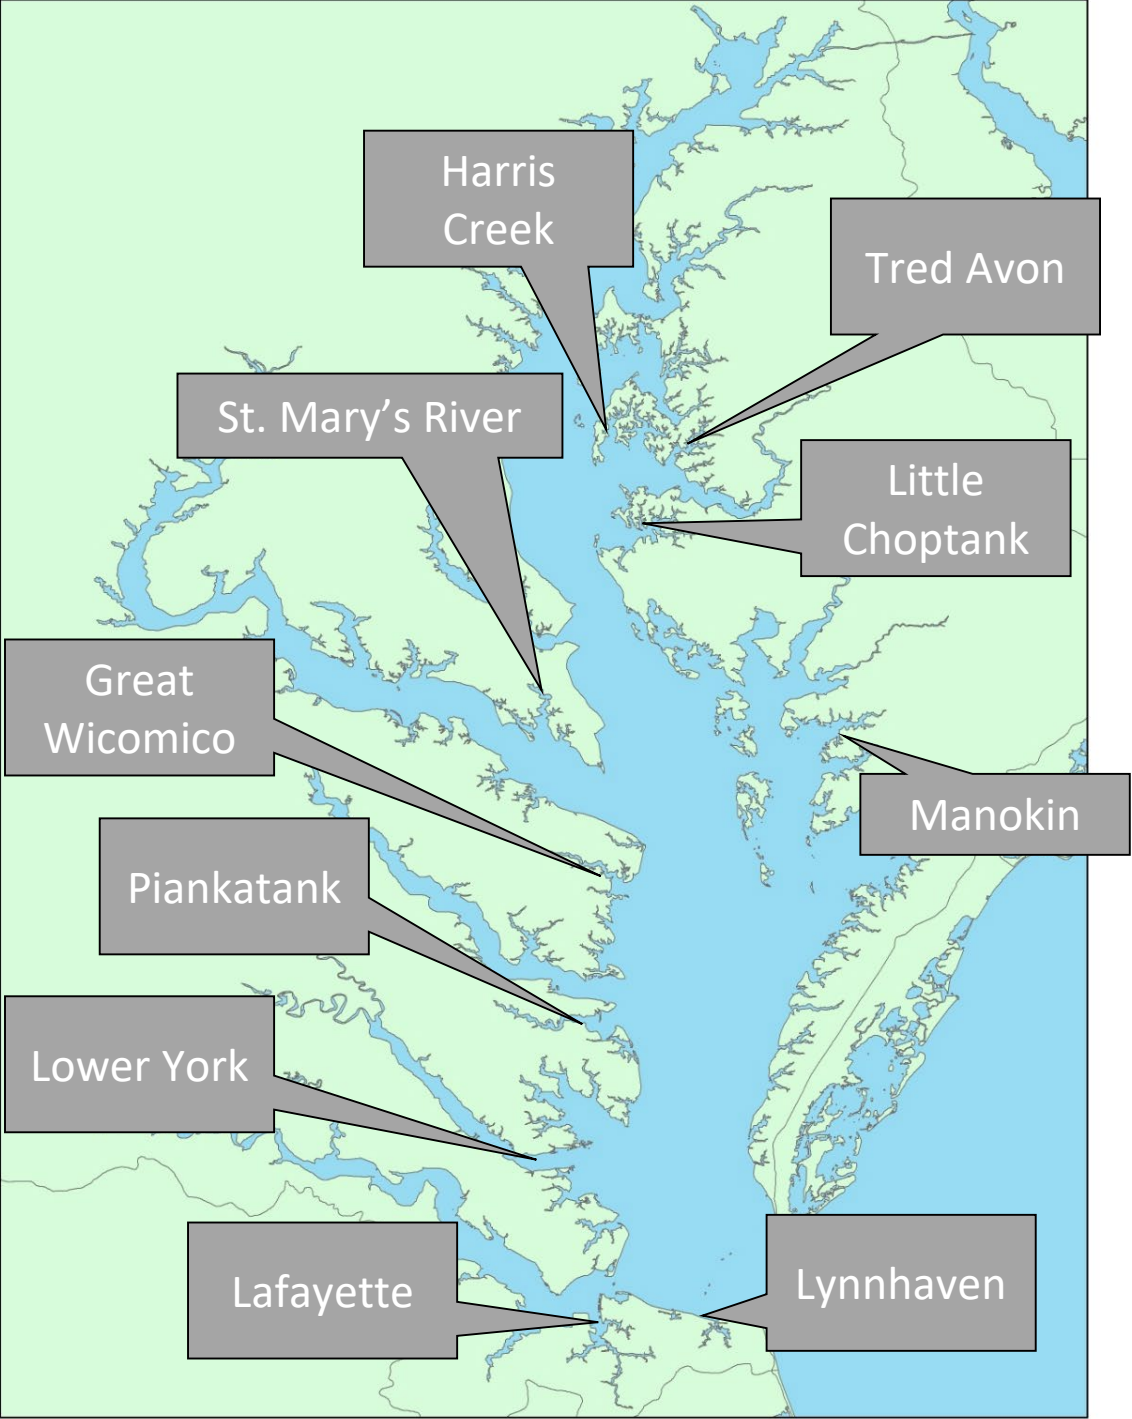 Harris
Creek
Tred Avon
St. Mary’s River
Little
Choptank
Great
Wicomico
Manokin
Piankatank
Lower York
Lafayette
Lynnhaven